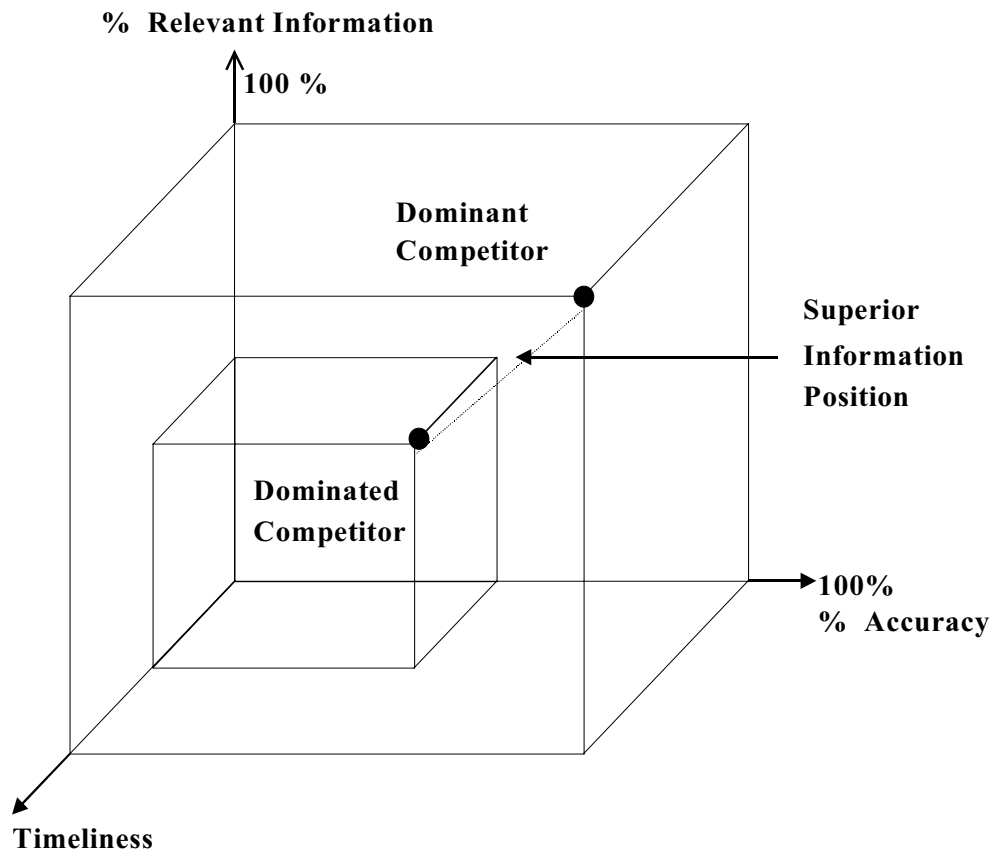 % Relevant Information
100 %
Dominant
Competitor
Superior
Information
Position
Dominated
Competitor
100%
% Accuracy
Timeliness